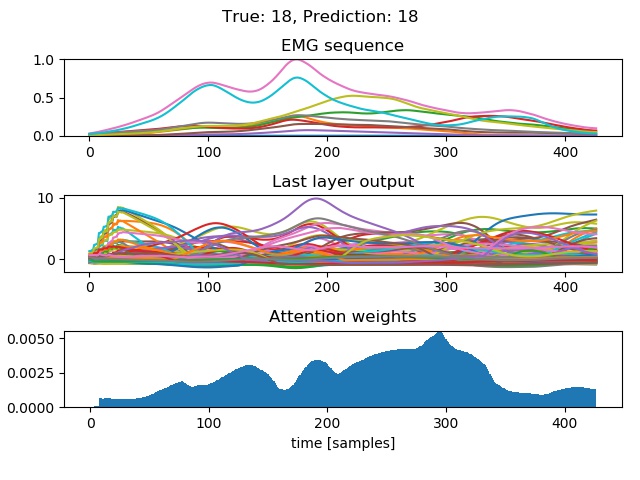 True: 18, Prediction: 18
EMG sequence
1.0
0.5
0.0
0 100 200 300 400
Last layer output
10
0
0 100 200 300 400
Attention weights
0.0050
0.0025
0.0000
0 100 200 300 400
time [samples]